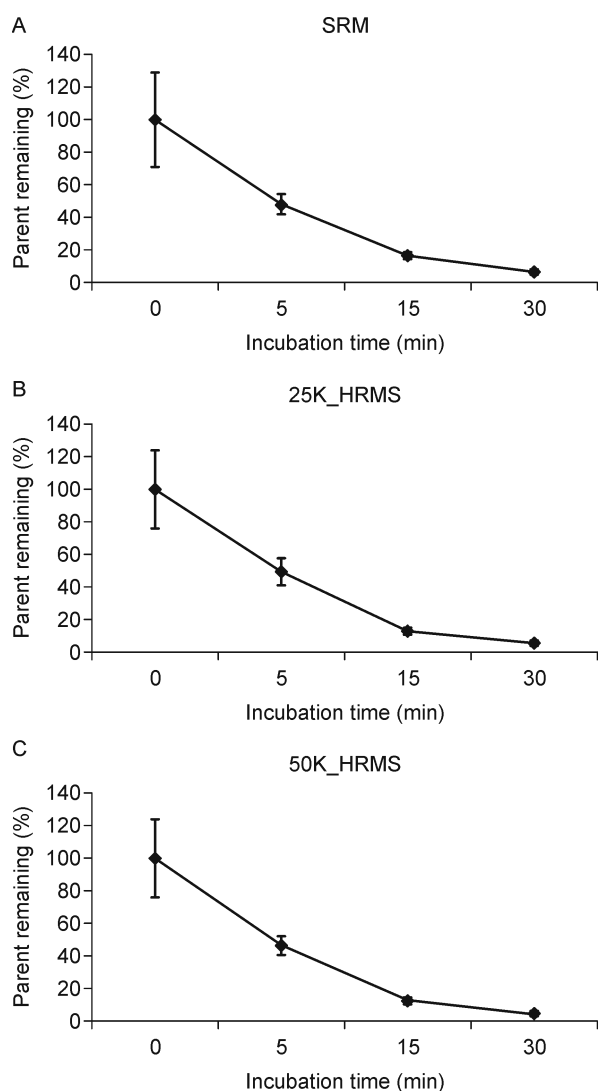 A
SRM
Parent remaining (%)
140
120
100
80
60
40
20
0
0 5 15 30
Incubation time (min)
B
25K_HRMS
Parent remaining (%)
140
120
100
80
60
40
20
0
0 5 15 30
Incubation time (min)
C
50K_HRMS
Parent remaining (%)
140
120
100
80
60
40
20
0
0 5 15 30
Incubation time (min)